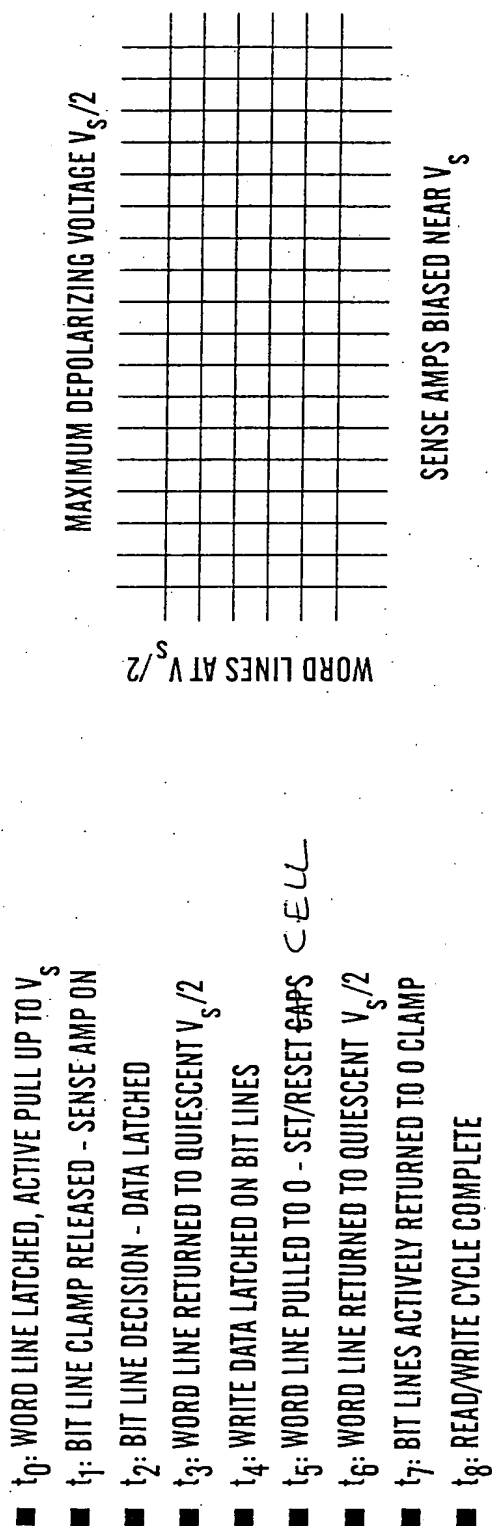 ■ t0: WORD LINE LATCHED, ACTIVE PULL UP TO VS
■ t1: BIT LINE CLAMP RELEASED - SENSE AMP ON
■ t2: BIT LINE DECISION - DATA LATCHED
■ t3: WORD LINE RETURNED TO QUIESCENT VS/2
■ t4: WRITE DATA LATCHED ON BIT LINES
■ t5: WORD LINE PULLED TO 0 - SET/RESET CAPS CELL
■ t6: WORD LINE RETURNED TO QUIESCENT VS/2
■ t7: BIT LINES ACTIVELY RETURNED TO 0 CLAMP
■ t8: READ/WRITE CYCLE COMPLETE
MAXIMUM DEPOLARIZING VOLTAGE VS/2
WORD LINES AT VS/2
SENSE AMPS BIASED NEAR VS